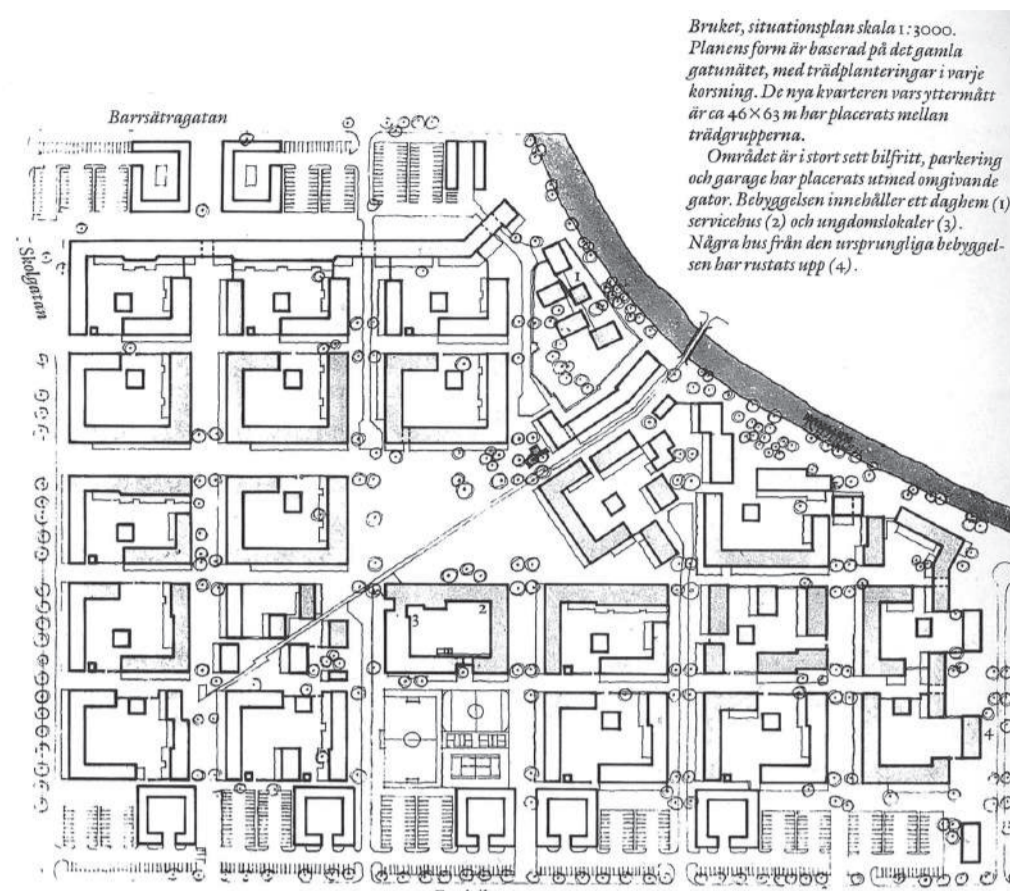 Bruket, situationsplan skala 1:3000.
Planens form är baserad på det gamla
gatunätet, med trädplanteringar i varje
korsning. De nya kvarteren vars yttermått
är ca 46×63 m har placerats mellan
trädgrupperna.
Området är i stort sett bilfritt, parkering
och garage har placerats utmed omgivande
gator. Bebyggelsen innehåller ett daghem (1)
servicehus (2) och ungdomslokaler (3).
Några hus från den ursprungliga bebyggel-
sen har rustats upp (4).
Barrsätragatan
Skolgatan
1
2
3
4